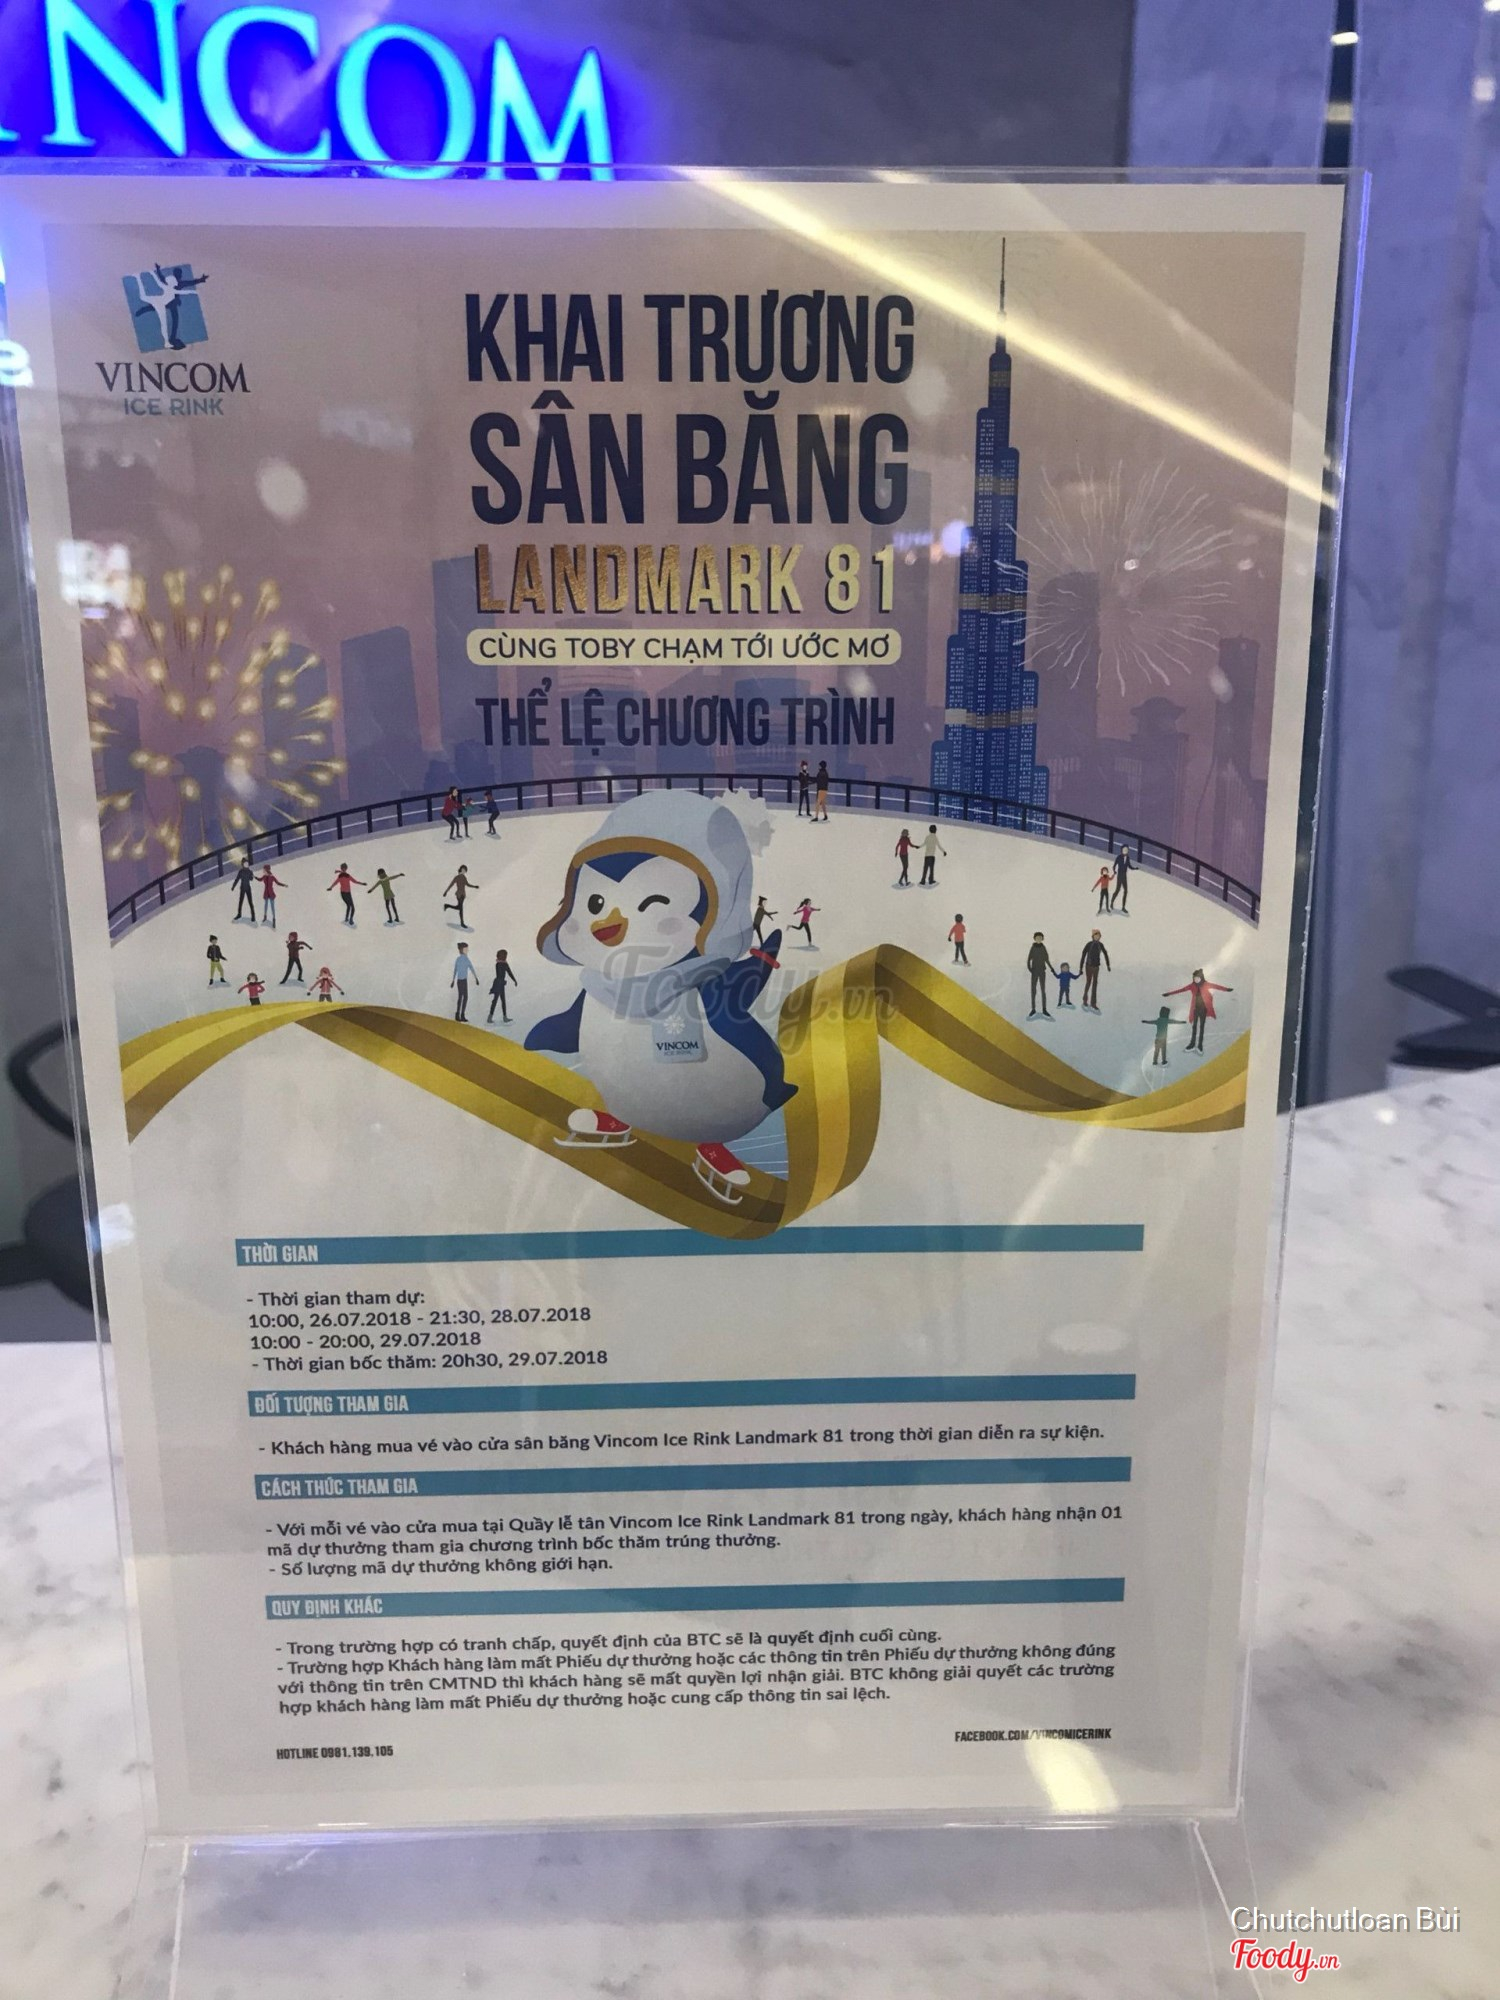 VINCOM
VINCOM
ICE RINK
KHAI TRƯƠNG
SÂN BĂNG
LANDMARK 81
CÙNG TOBY CHẠM TỚI ƯỚC MƠ
THỂ LỆ CHƯƠNG TRÌNH
Foody.vn
VINCOM
ICE RINK
THỜI GIAN
- Thời gian tham dự:
10:00, 26.07.2018 - 21:30, 28.07.2018
10:00 - 20:00, 29.07.2018
- Thời gian bốc thăm: 20h30, 29.07.2018
ĐỐI TƯỢNG THAM GIA
- Khách hàng mua vé vào cửa sân băng Vincom Ice Rink Landmark 81 trong thời gian diễn ra sự kiện.
CÁCH THỨC THAM GIA
- Với mỗi vé vào cửa mua tại Quầy lễ tân Vincom Ice Rink Landmark 81 trong ngày, khách hàng nhận 01
mã dự thưởng tham gia chương trình bốc thăm trúng thưởng.
- Số lượng mã dự thưởng không giới hạn.
QUY ĐỊNH KHÁC
- Trong trường hợp có tranh chấp, quyết định của BTC sẽ là quyết định cuối cùng.
- Trường hợp Khách hàng làm mất Phiếu dự thưởng hoặc các thông tin trên Phiếu dự thưởng không đúng
với thông tin trên CMTND thì khách hàng sẽ mất quyền lợi nhận giải. BTC không giải quyết các trường
hợp khách hàng làm mất Phiếu dự thưởng hoặc cung cấp thông tin sai lệch.
HOTLINE 0981.139.105
FACEBOOK.COM/VINCOMICERINK
Chutchutloan Bùi
Foody.vn